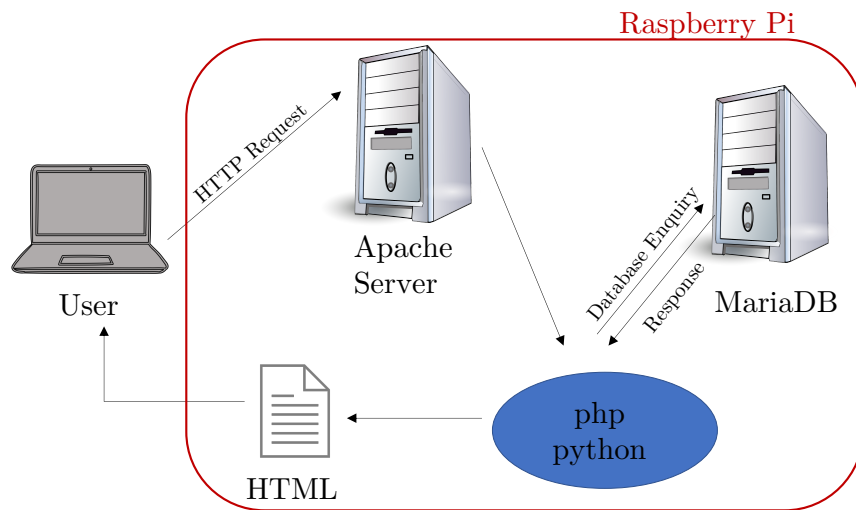 Raspberry Pi
HTTP Request
Apache
Server
User
Database Enquiry
Response
MariaDB
php
python
HTML